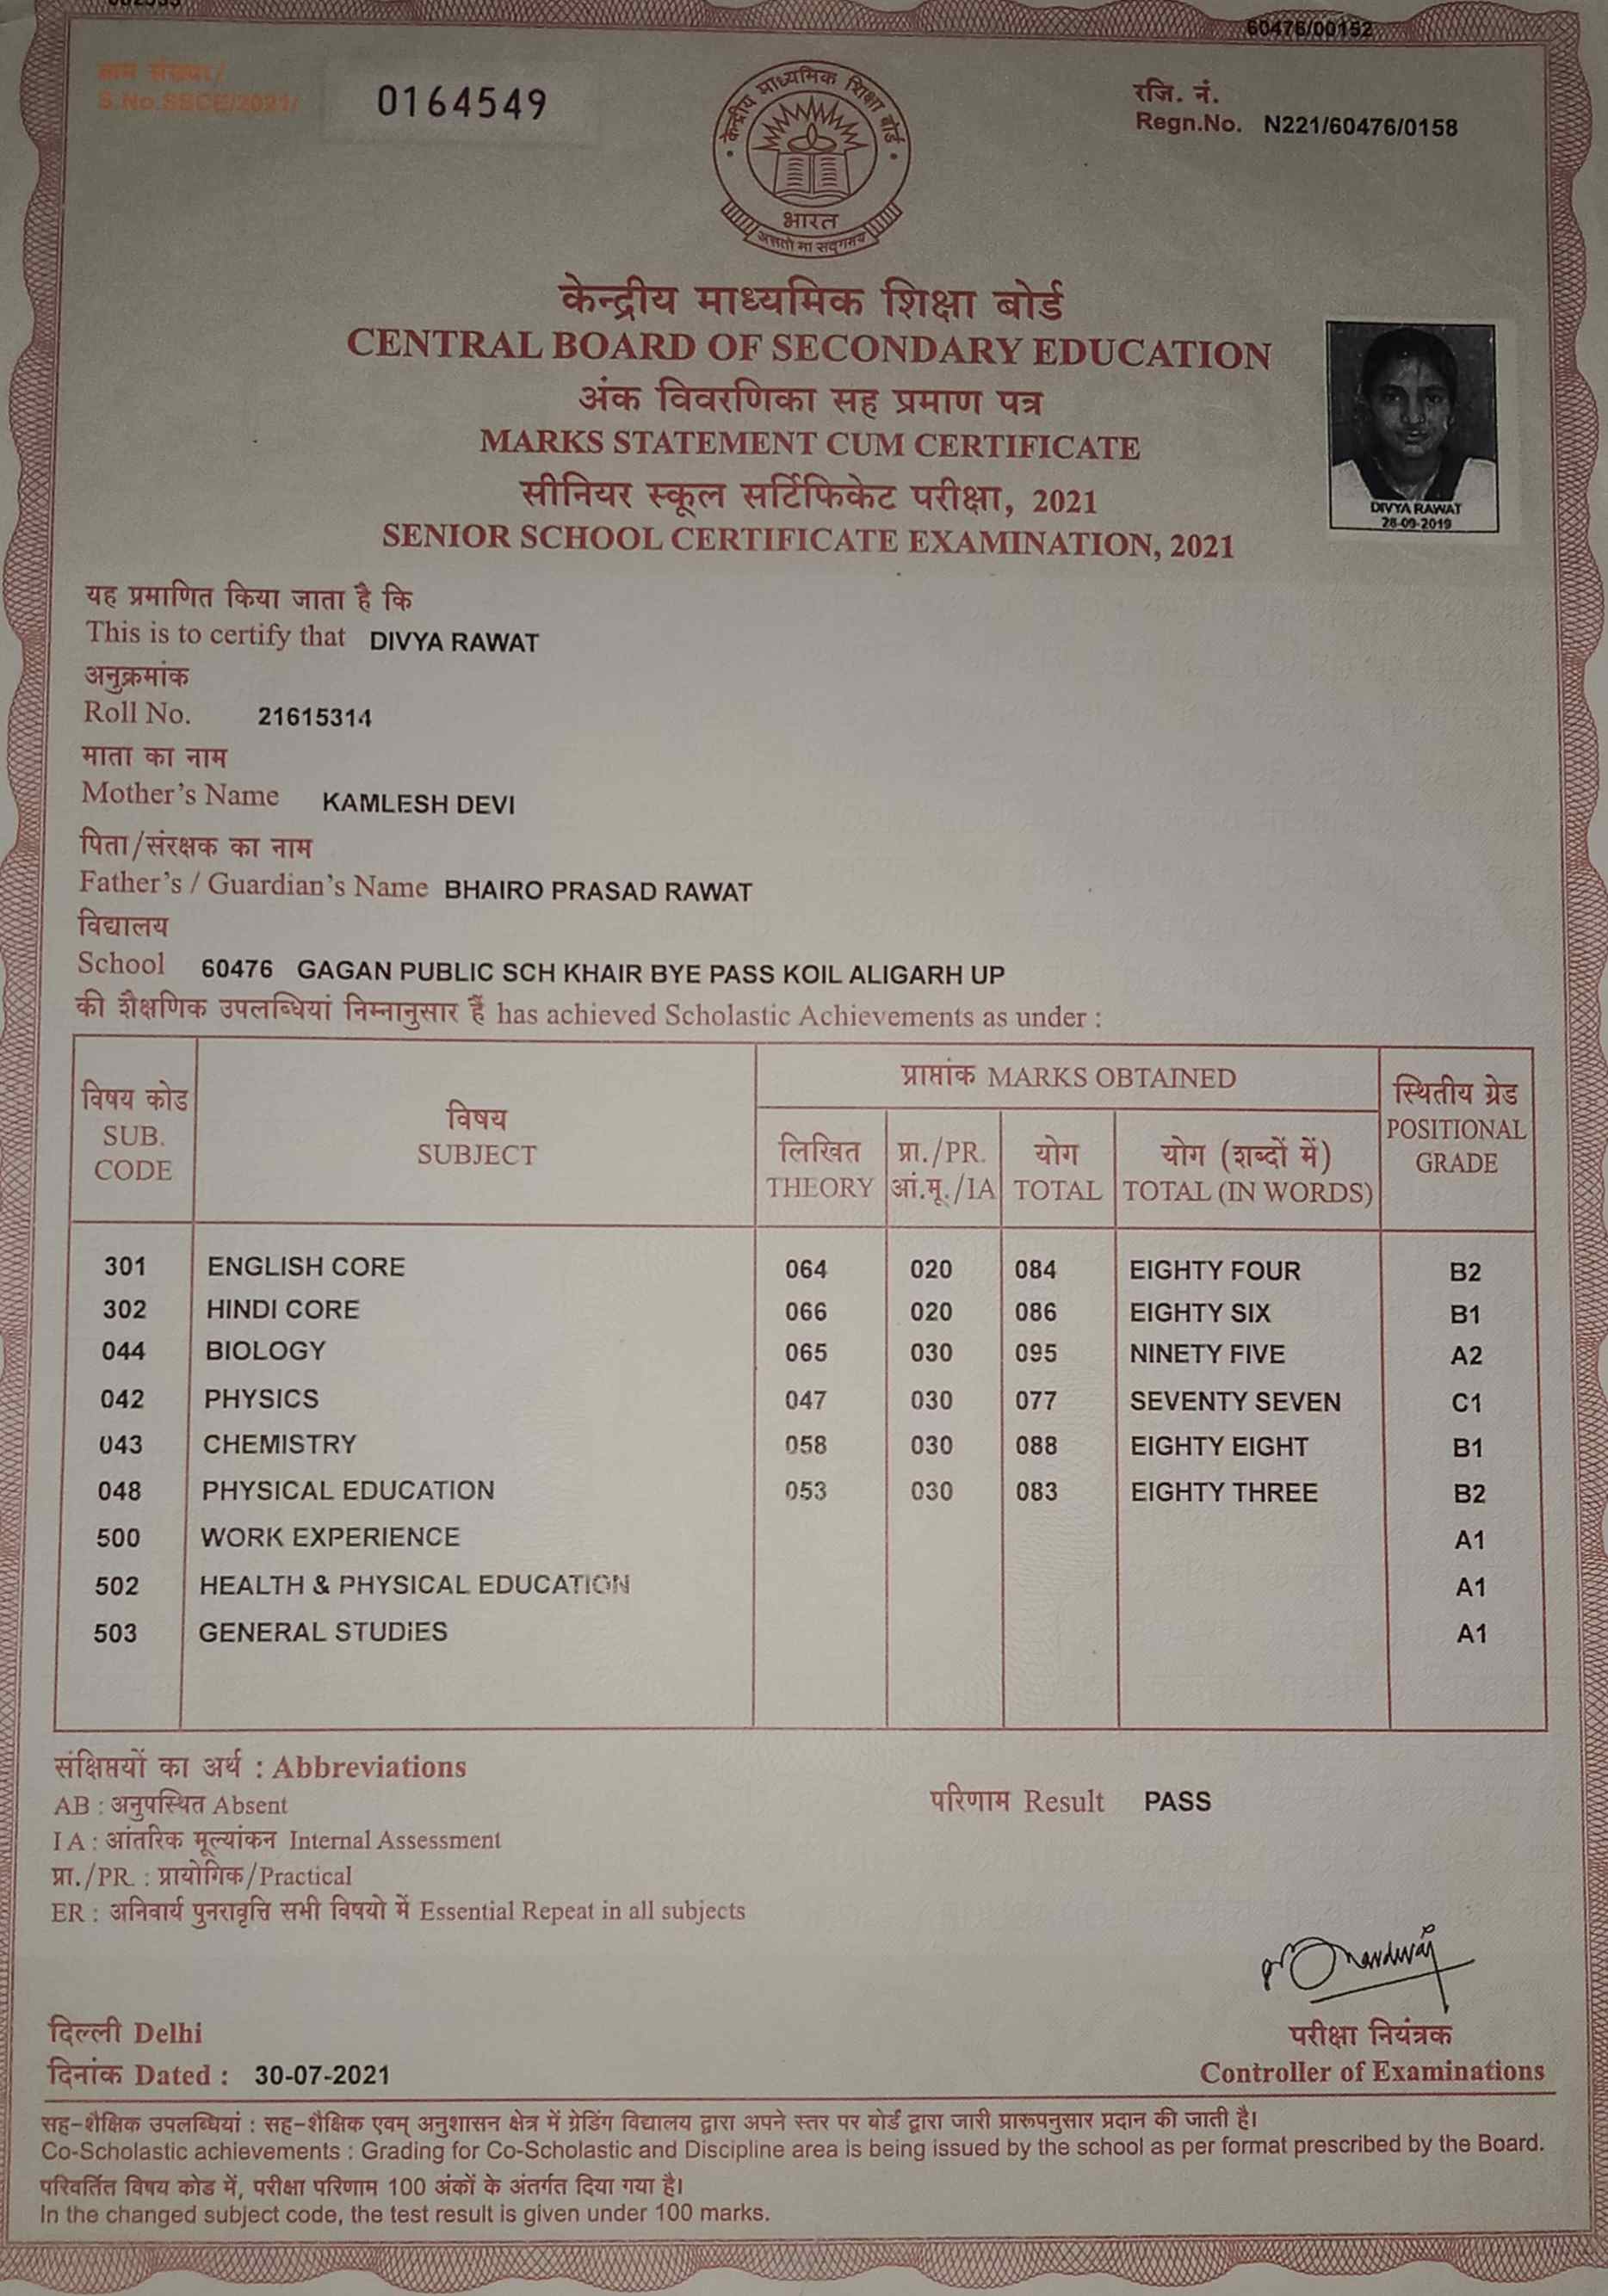 60476/00152
क्रम संख्या/
S.No.SSCE/2021/
0164549
रजि. नं.
Regn.No. N221/60476/0158
केन्द्रीय माध्यमिक शिक्षा बोर्ड
भारत
असतो मा सद्गमय
केन्द्रीय माध्यमिक शिक्षा बोर्ड
CENTRAL BOARD OF SECONDARY EDUCATION
अंक विवरणिका सह प्रमाण पत्र
MARKS STATEMENT CUM CERTIFICATE
सीनियर स्कूल सर्टिफिकेट परीक्षा, 2021
SENIOR SCHOOL CERTIFICATE EXAMINATION, 2021
DIVYA RAWAT
28-09-2019
यह प्रमाणित किया जाता है कि
This is to certify that DIVYA RAWAT
अनुक्रमांक
Roll No. 21615314
माता का नाम
Mother's Name KAMLESH DEVI
पिता/संरक्षक का नाम
Father's / Guardian's Name BHAIRO PRASAD RAWAT
विद्यालय
School 60476 GAGAN PUBLIC SCH KHAIR BYE PASS KOIL ALIGARH UP
की शैक्षणिक उपलब्धियां निम्नानुसार हैं has achieved Scholastic Achievements as under :
विषय कोड
SUB.
CODE
विषय
SUBJECT
प्राप्तांक MARKS OBTAINED
लिखित
THEORY
प्रा./PR.
आं.मू./IA
योग
TOTAL
योग (शब्दों में)
TOTAL (IN WORDS)
स्थितीय ग्रेड
POSITIONAL
GRADE
301 ENGLISH CORE 064 020 084 EIGHTY FOUR B2
302 HINDI CORE 066 020 086 EIGHTY SIX B1
044 BIOLOGY 065 030 095 NINETY FIVE A2
042 PHYSICS 047 030 077 SEVENTY SEVEN C1
043 CHEMISTRY 058 030 088 EIGHTY EIGHT B1
048 PHYSICAL EDUCATION 053 030 083 EIGHTY THREE B2
500 WORK EXPERIENCE A1
502 HEALTH & PHYSICAL EDUCATION A1
503 GENERAL STUDIES A1
संक्षिप्तयों का अर्थ : Abbreviations
AB : अनुपस्थित Absent
परिणाम Result PASS
I A : आंतरिक मूल्यांकन Internal Assessment
प्रा./PR. : प्रायोगिक/Practical
ER : अनिवार्य पुनरावृत्ति सभी विषयो में Essential Repeat in all subjects
दिल्ली Delhi
परीक्षा नियंत्रक
दिनांक Dated : 30-07-2021
Controller of Examinations
सह-शैक्षिक उपलब्धियां : सह-शैक्षिक एवम् अनुशासन क्षेत्र में ग्रेडिंग विद्यालय द्वारा अपने स्तर पर बोर्ड द्वारा जारी प्रारूपनुसार प्रदान की जाती है।
Co-Scholastic achievements : Grading for Co-Scholastic and Discipline area is being issued by the school as per format prescribed by the Board.
परिवर्तित विषय कोड में, परीक्षा परिणाम 100 अंकों के अंतर्गत दिया गया है।
In the changed subject code, the test result is given under 100 marks.